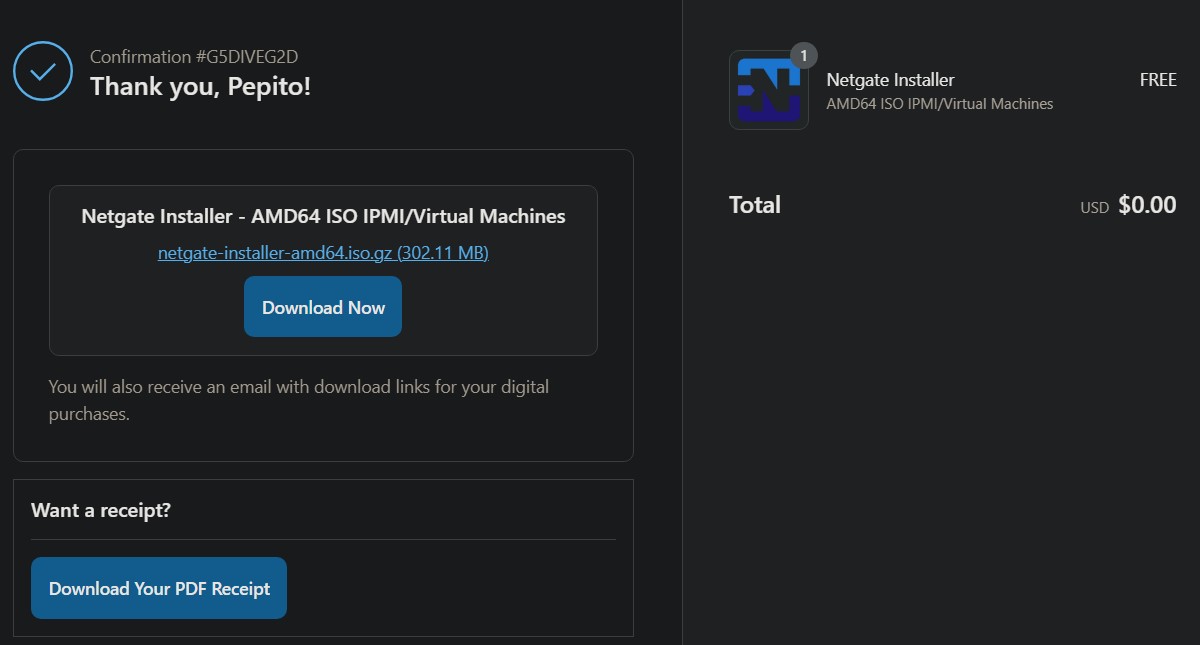 Confirmation #G5DIVEG2D
Thank you, Pepito!
Netgate Installer - AMD64 ISO IPMI/Virtual Machines
netgate-installer-amd64.iso.gz (302.11 MB)
Download Now
You will also receive an email with download links for your digital
purchases.
Want a receipt?
Download Your PDF Receipt
1
Netgate Installer FREE
AMD64 ISO IPMI/Virtual Machines
Total USD $0.00